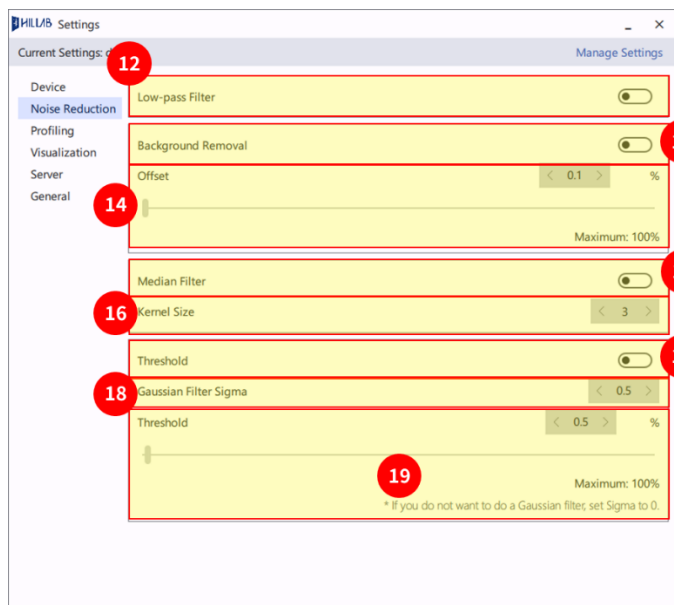 HILLAB Settings
Current Settings: d
Manage Settings
12
Device
Noise Reduction
Profiling
Visualization
Server
General
Low-pass Filter
Background Removal
14
Offset
0.1 %
Maximum: 100%
Median Filter
16
Kernel Size
3
Threshold
18
Gaussian Filter Sigma
0.5
Threshold
0.5 %
19
Maximum: 100%
* If you do not want to do a Gaussian filter, set Sigma to 0.